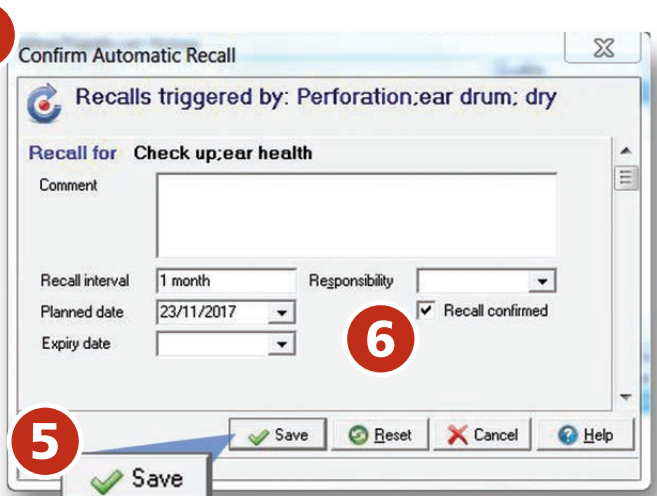 Confirm Automatic Recall
Recalls triggered by: Perforation;ear drum; dry
Recall for Check up;ear health
Comment
Recall interval 1 month Responsibility
Planned date 23/11/2017 Recall confirmed
6
Expiry date
5
Save Reset Cancel Help
Save